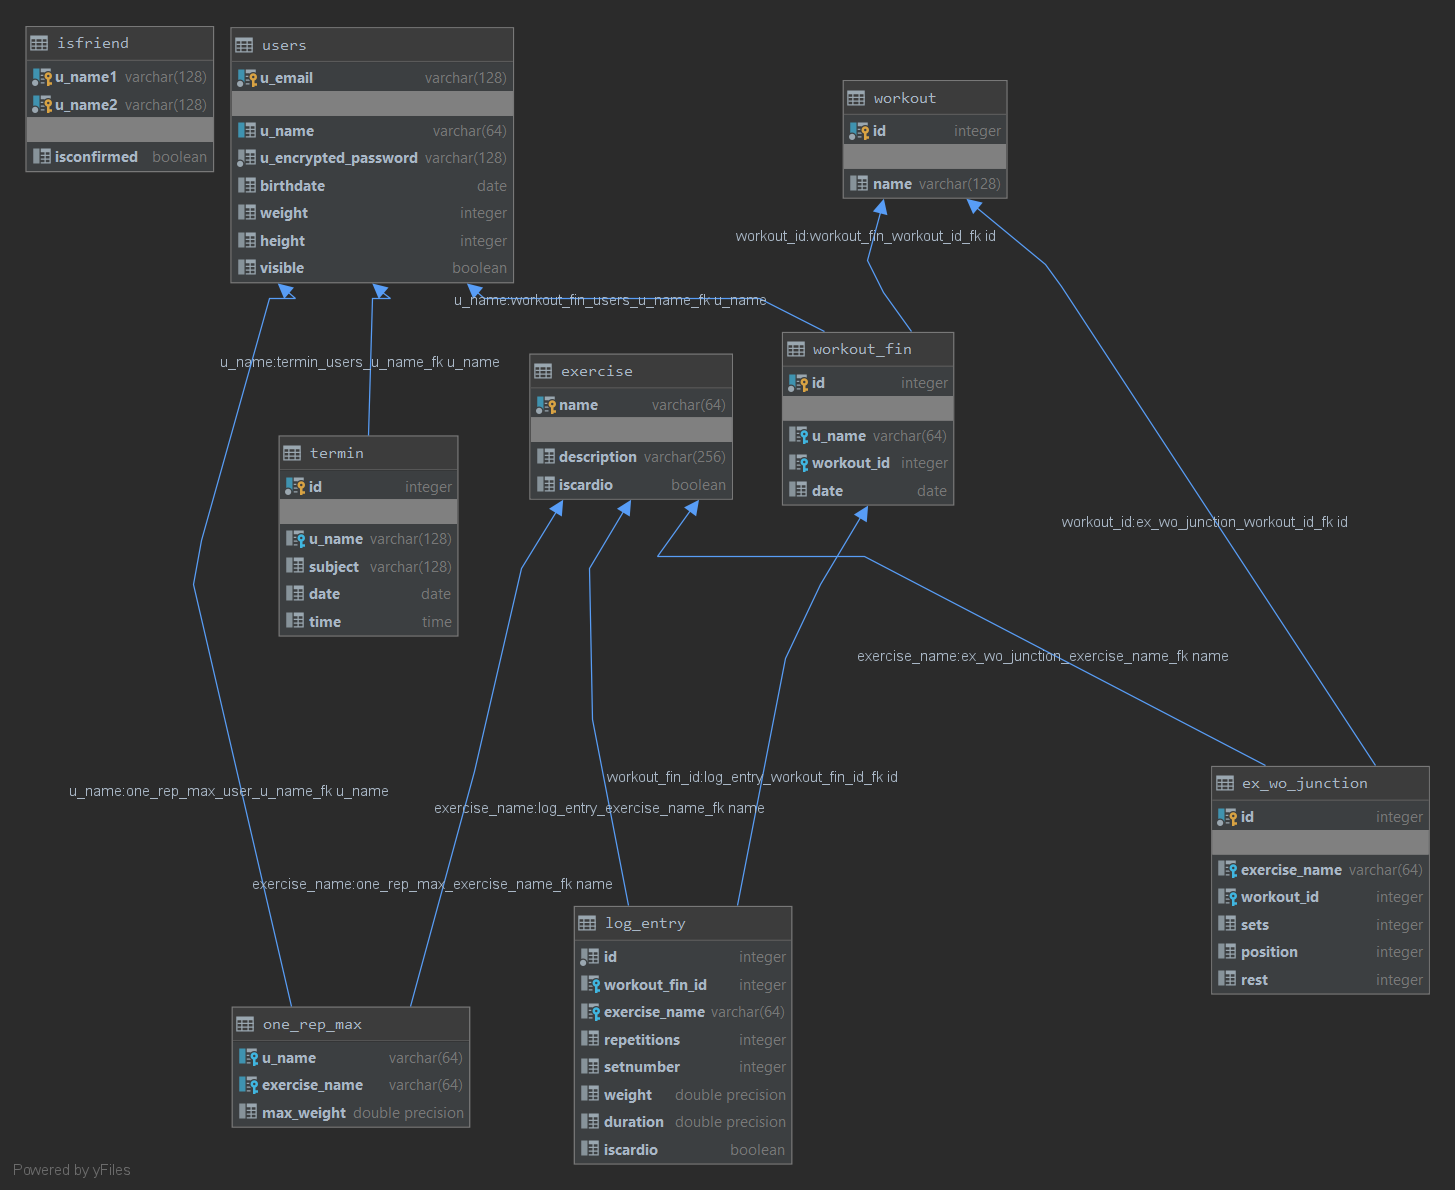 isfriend
u_name1 varchar(128)
u_name2 varchar(128)
isconfirmed boolean
users
u_email varchar(128)
u_name varchar(64)
u_encrypted_password varchar(128)
birthdate date
weight integer
height integer
visible boolean
workout
id integer
name varchar(128)
workout_id:workout_fin_workout_id_fk id
u_name:workout_fin_users_u_name_fk u_name
u_name:termin_users_u_name_fk u_name
exercise
name varchar(64)
description varchar(256)
iscardio boolean
workout_fin
id integer
u_name varchar(64)
workout_id integer
date date
termin
id integer
u_name varchar(128)
subject varchar(128)
date date
time time
workout_id:ex_wo_junction_workout_id_fk id
exercise_name:ex_wo_junction_exercise_name_fk name
workout_fin_id:log_entry_workout_fin_id_fk id
u_name:one_rep_max_user_u_name_fk u_name
exercise_name:log_entry_exercise_name_fk name
exercise_name:one_rep_max_exercise_name_fk name
ex_wo_junction
id integer
exercise_name varchar(64)
workout_id integer
sets integer
position integer
rest integer
log_entry
id integer
workout_fin_id integer
exercise_name varchar(64)
repetitions integer
setnumber integer
weight double precision
duration double precision
iscardio boolean
one_rep_max
u_name varchar(64)
exercise_name varchar(64)
max_weight double precision
Powered by yFiles